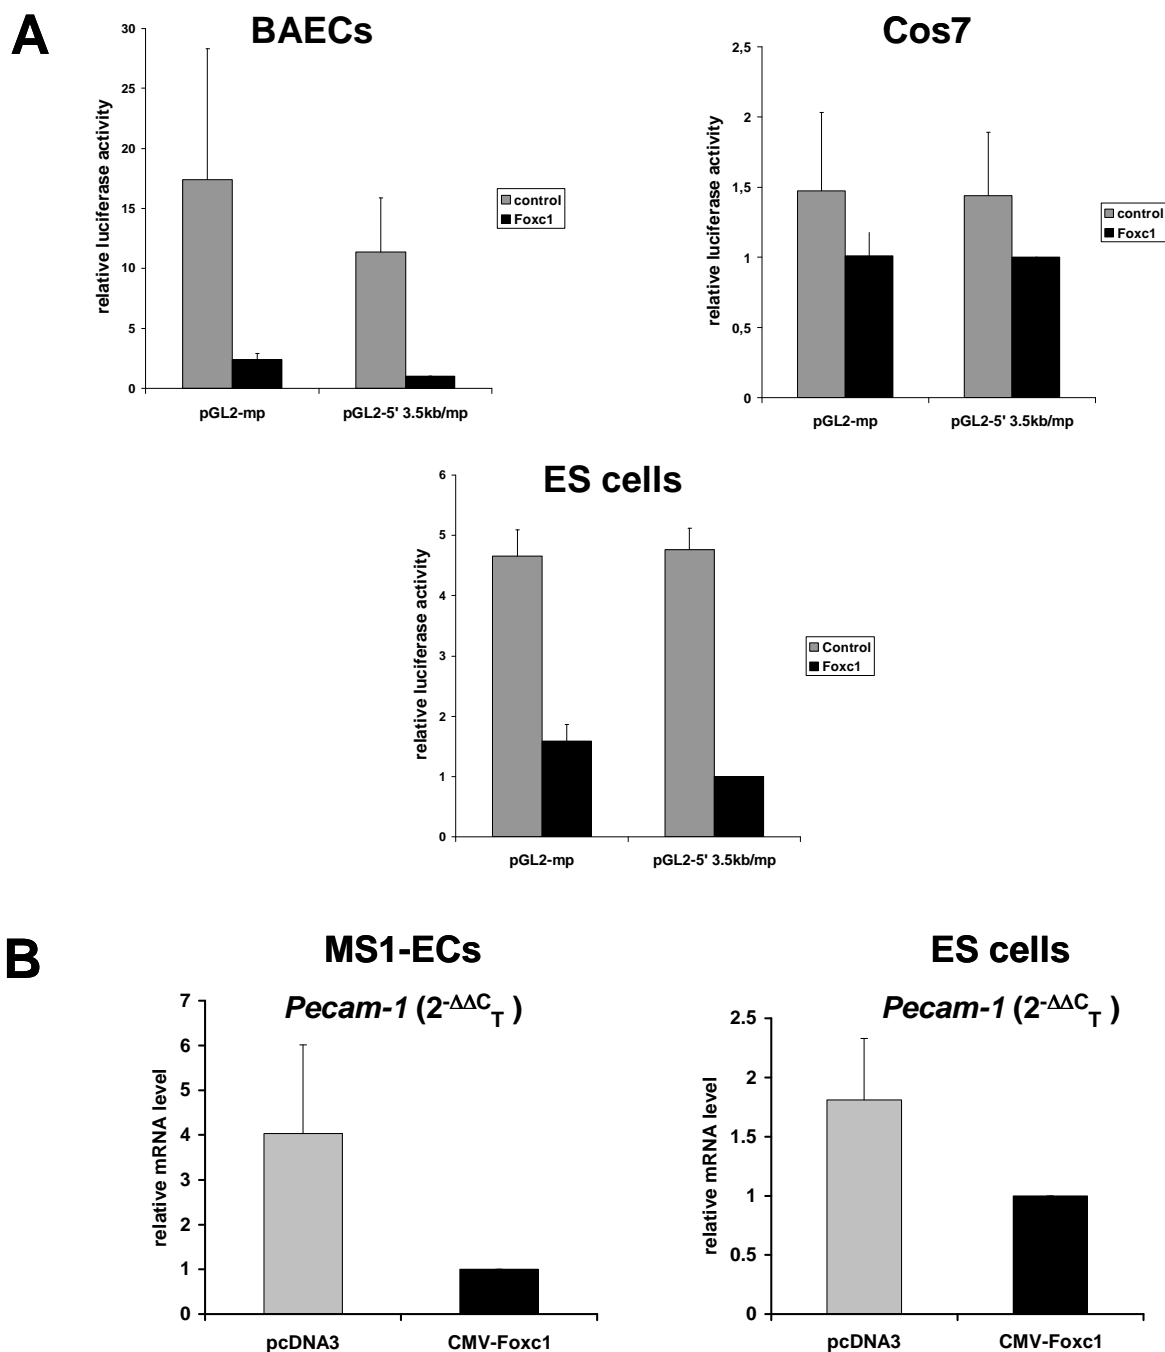 A
BAECs
relative luciferase activity
30
25
20
15
10
5
0
pGL2-mp
pGL2-5' 3.5kb/mp
control
Foxc1
Cos7
relative luciferase activity
2,5
2
1,5
1
0,5
0
pGL2-mp
pGL2-5' 3.5kb/mp
control
Foxc1
ES cells
relative luciferase activity
6
5
4
3
2
1
0
pGL2-mp
pGL2-5' 3.5kb/mp
Control
Foxc1
B
MS1-ECs
Pecam-1 (2-ΔΔCT )
relative mRNA level
7
6
5
4
3
2
1
0
pcDNA3
CMV-Foxc1
ES cells
Pecam-1 (2-ΔΔCT )
relative mRNA level
2.5
2
1.5
1
0.5
0
pcDNA3
CMV-Foxc1